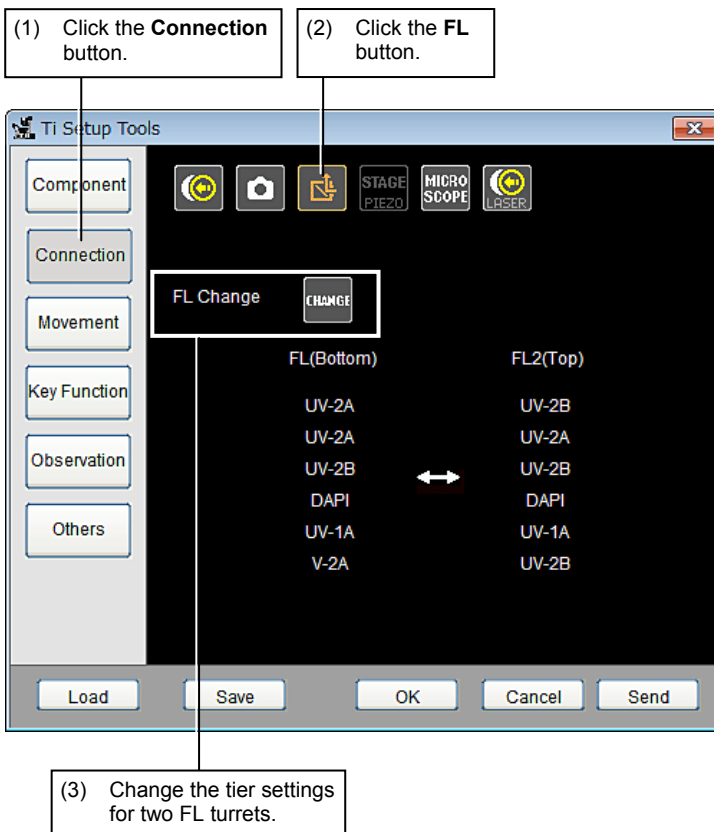 (1) Click the Connection
button.
(2) Click the FL
button.
Ti Setup Tools
Component
Connection
Movement
Key Function
Observation
Others
STAGE
PIEZO
MICRO
SCOPE
LASER
FL Change
CHANGE
FL(Bottom) FL2(Top)
UV-2A UV-2B
UV-2A UV-2A
UV-2B UV-2B
DAPI DAPI
UV-1A UV-1A
V-2A UV-2B
Load Save OK Cancel Send
(3) Change the tier settings
for two FL turrets.